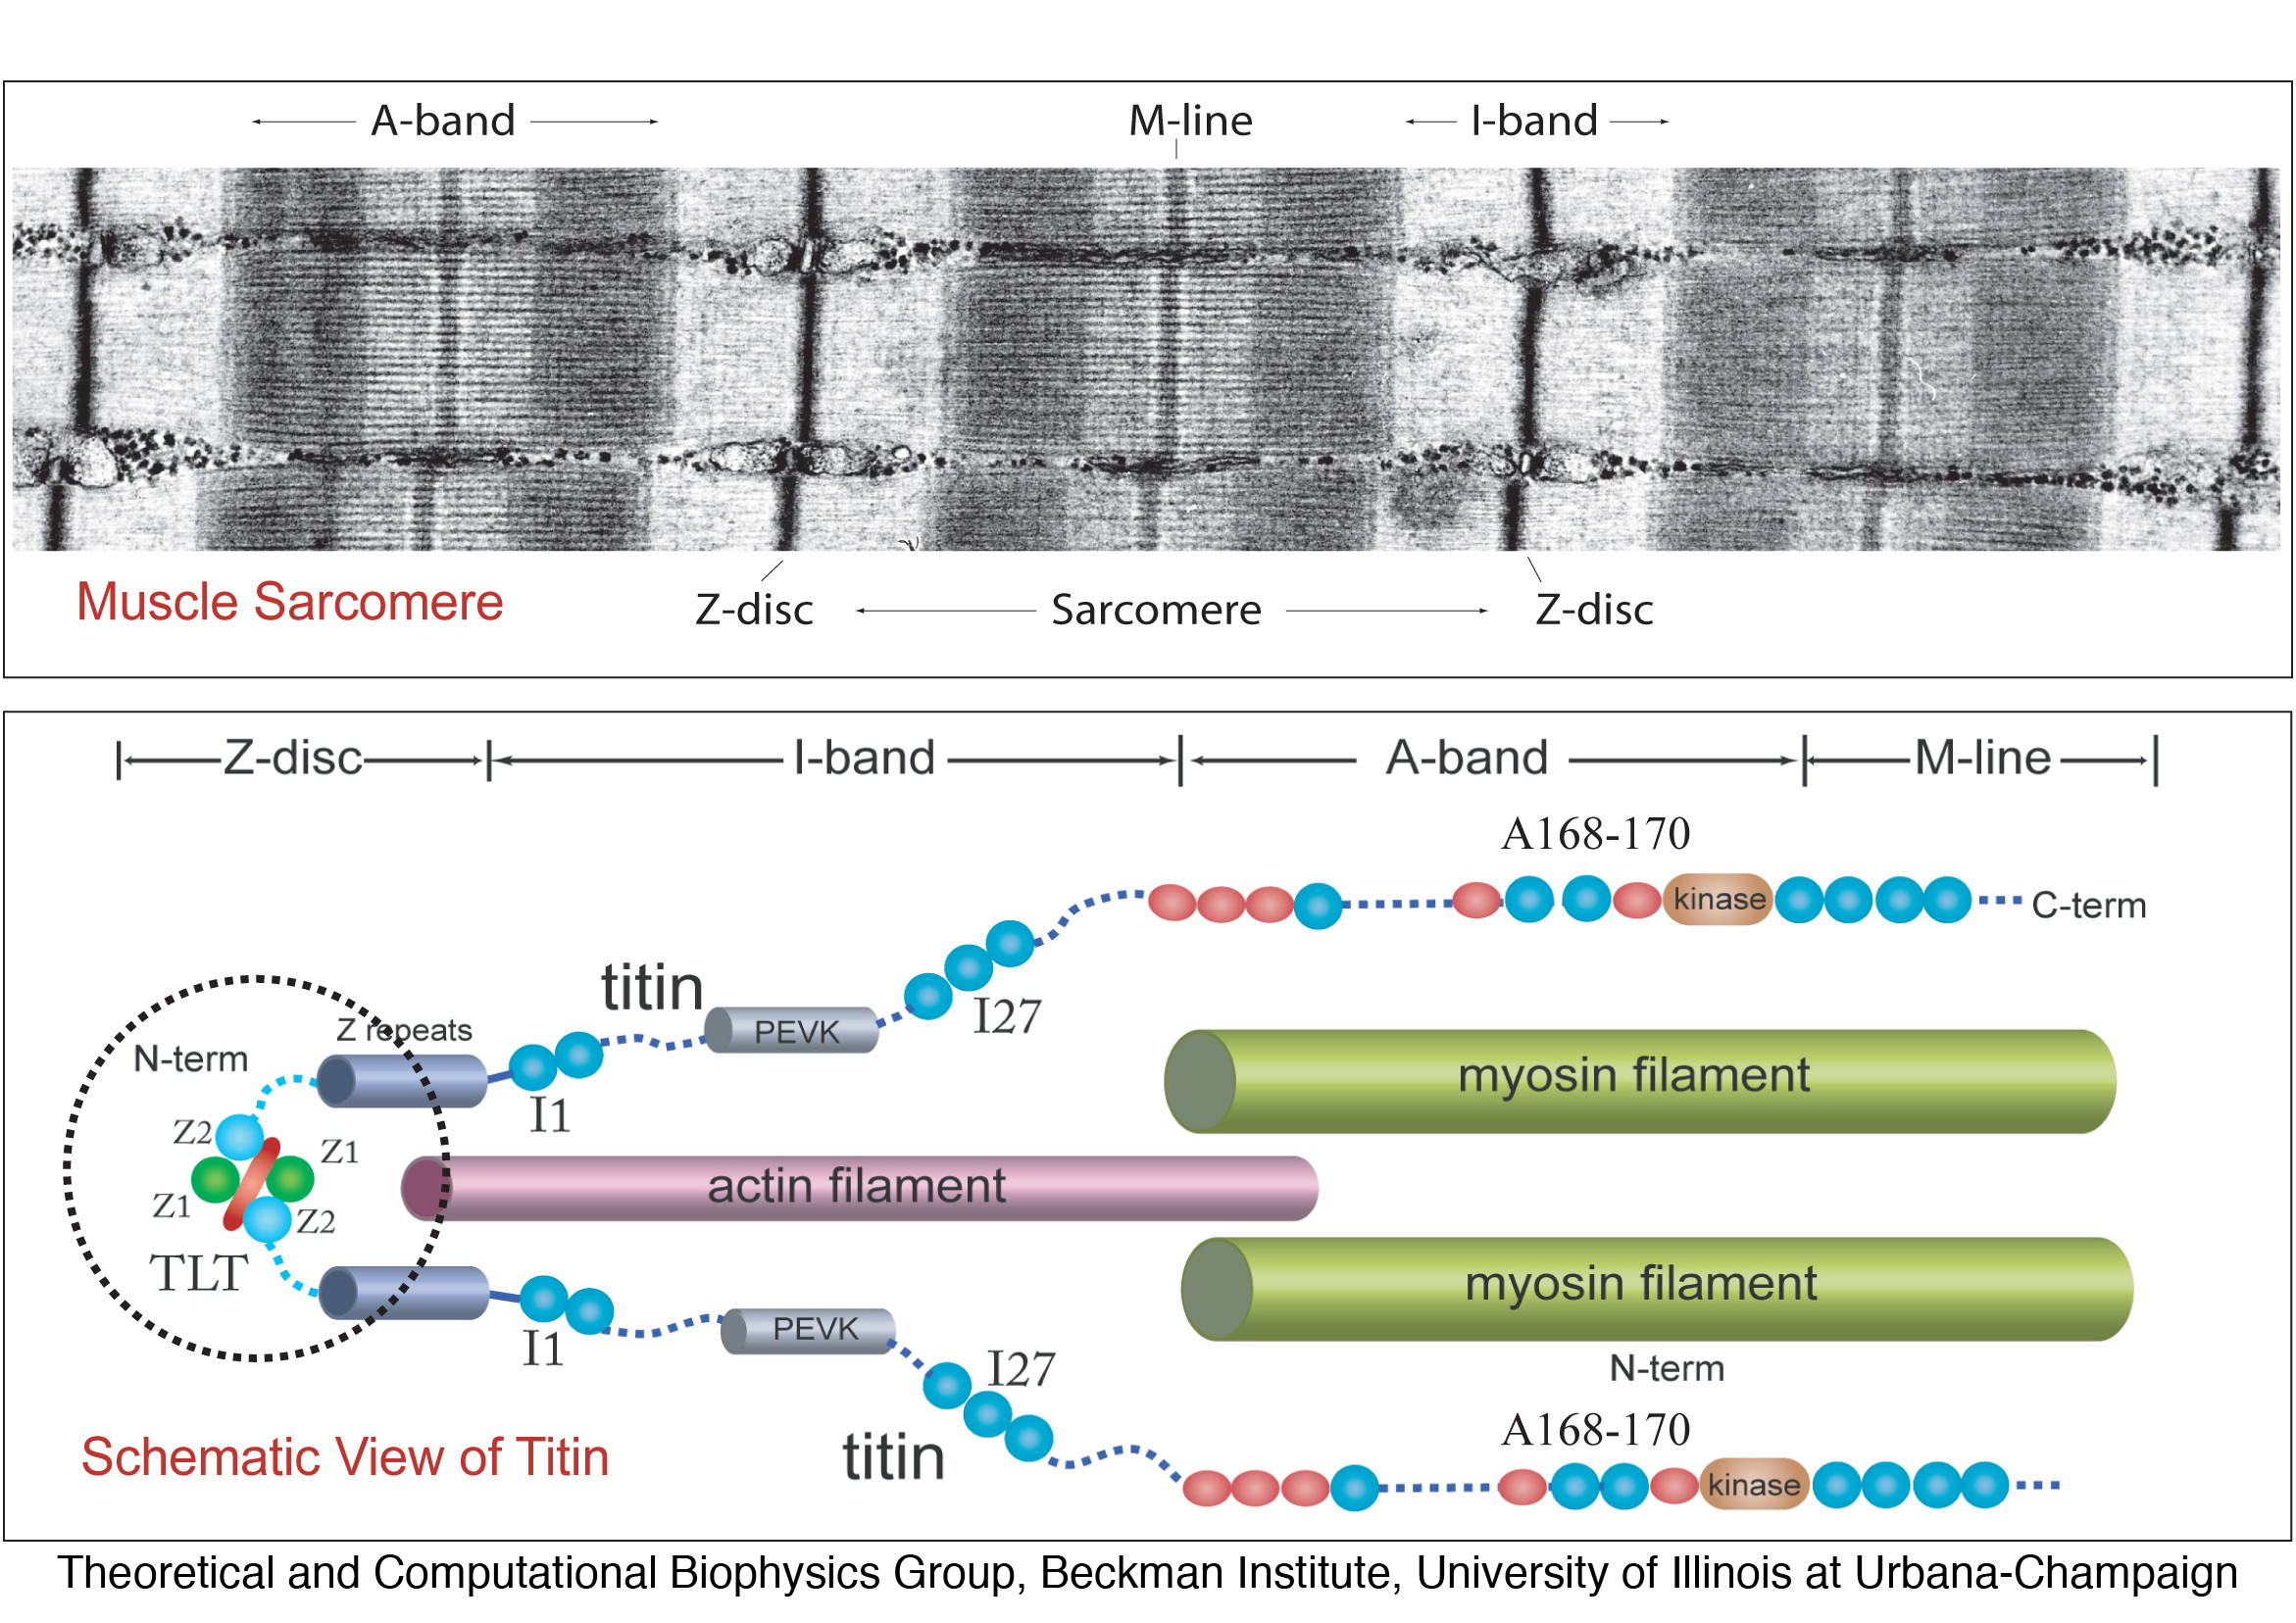 A-band M-line I-band
Muscle Sarcomere Z-disc Sarcomere Z-disc
Z-disc I-band A-band M-line
A168-170
kinase
C-term
titin
I27
PEVK
Z repeats
N-term
I1
Z2
Z1
Z1
Z2
TLT
myosin filament
actin filament
myosin filament
I1
PEVK
I27
N-term
titin
A168-170
kinase
Schematic View of Titin
Theoretical and Computational Biophysics Group, Beckman Institute, University of Illinois at Urbana-Champaign